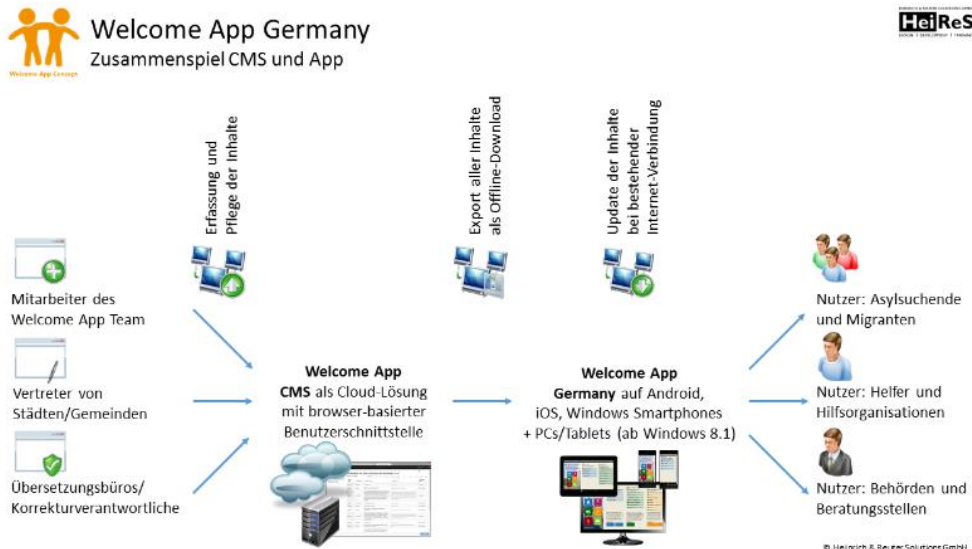 Welcome App Germany
Zusammenspiel CMS und App
Welcome App Concept
HeiReS
Erfassung und
Pflege der Inhalte
Export aller Inhalte
als Offline-Download
Update der Inhalte
bei bestehender
Internet-Verbindung
Mitarbeiter des
Welcome App Team
Vertreter von
Städten/Gemeinden
Übersetzungsbüros/
Korrekturverantwortliche
Welcome App
CMS als Cloud-Lösung
mit browser-basierter
Benutzerschnittstelle
Welcome App
Germany auf Android,
iOS, Windows Smartphones
+ PCs/Tablets (ab Windows 8.1)
Nutzer: Asylsuchende
und Migranten
Nutzer: Helfer und
Hilfsorganisationen
Nutzer: Behörden und
Beratungsstellen
© Heinrich & Reuter Solutions GmbH